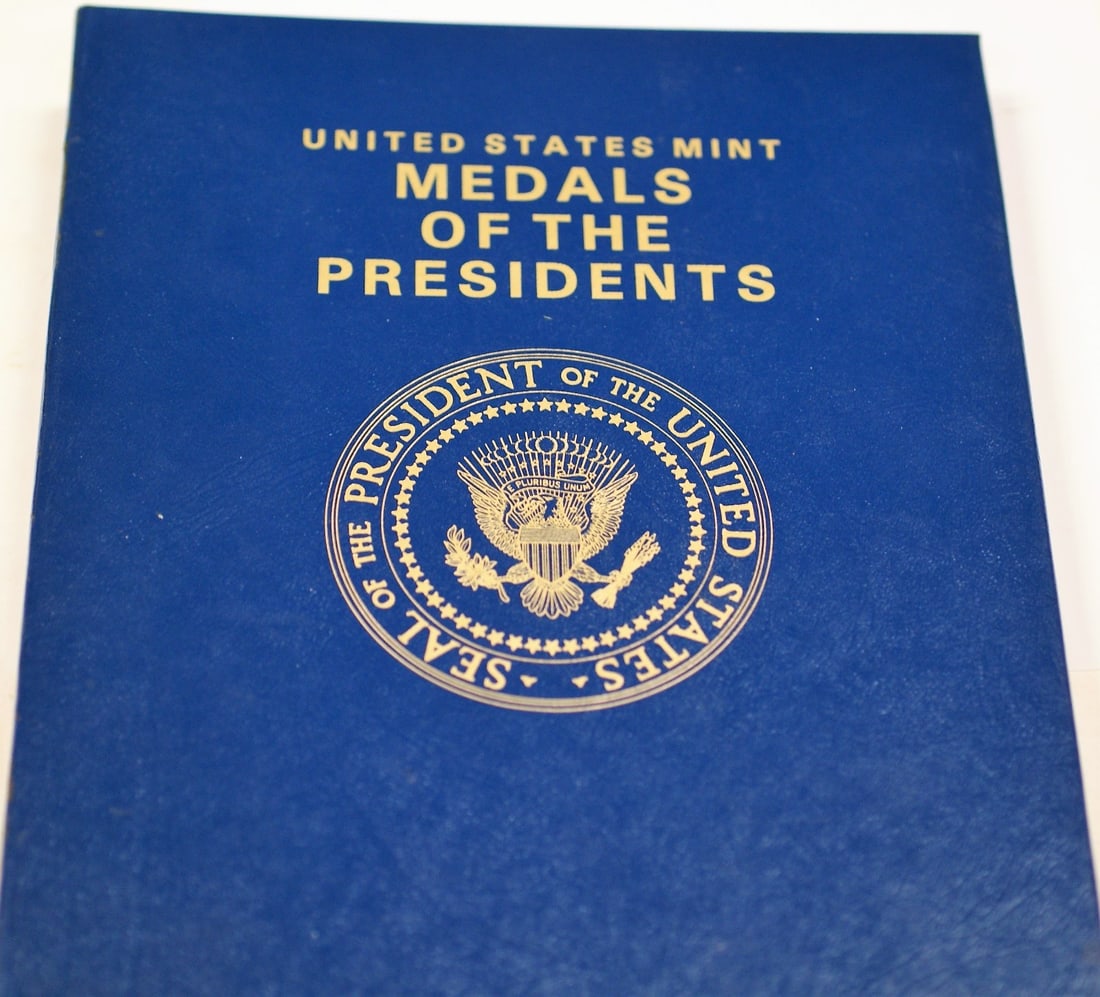 UNITED STATES MINT
MEDALS
OF THE
PRESIDENTS
SEAL OF THE PRESIDENT OF THE UNITED STATES
E PLURIBUS UNUM